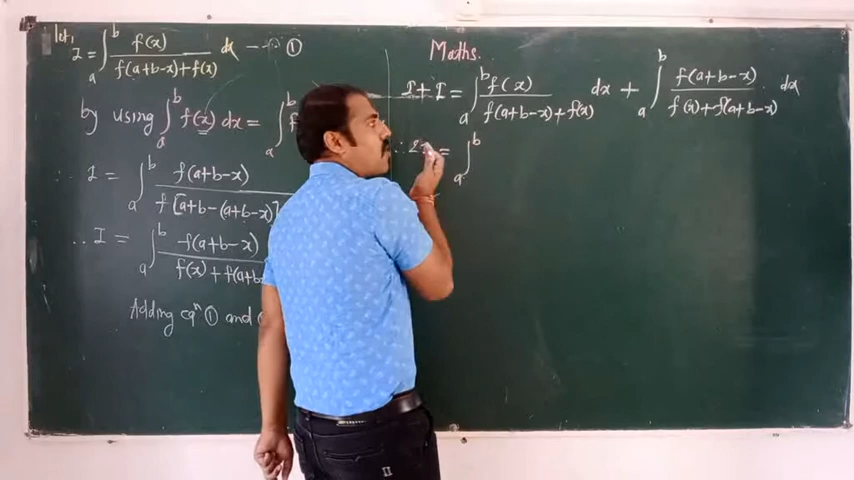 let,
I = ∫ₐᵇ f(x) / f(a+b-x)+f(x) dx — ①
by using ∫ₐᵇ f(x) dx = ∫ₐᵇ f
∴ I = ∫ₐᵇ f(a+b-x) / f[a+b-(a+b-x)]
∴ I = ∫ₐᵇ f(a+b-x) / f(x) + f(a+b
Adding eqⁿ ① and
Maths.
I+I = ∫ₐᵇ f(x) / f(a+b-x)+f(x) dx + ∫ₐᵇ f(a+b-x) / f(x)+f(a+b-x) dx
∴ 2 = ∫ₐᵇ